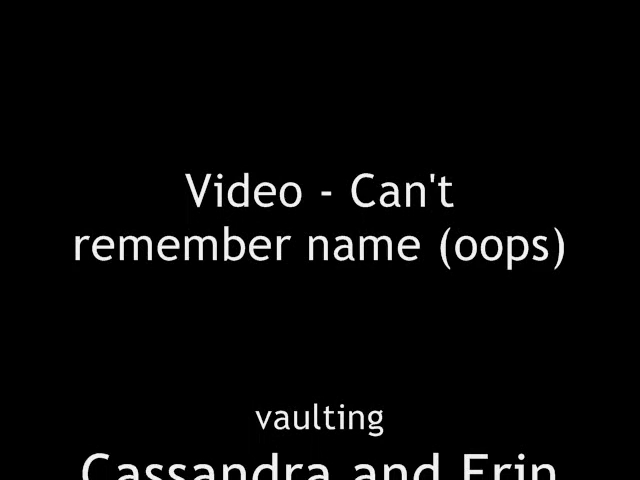 Video - Can't
remember name (oops)
vaulting
Cassandra and Erin